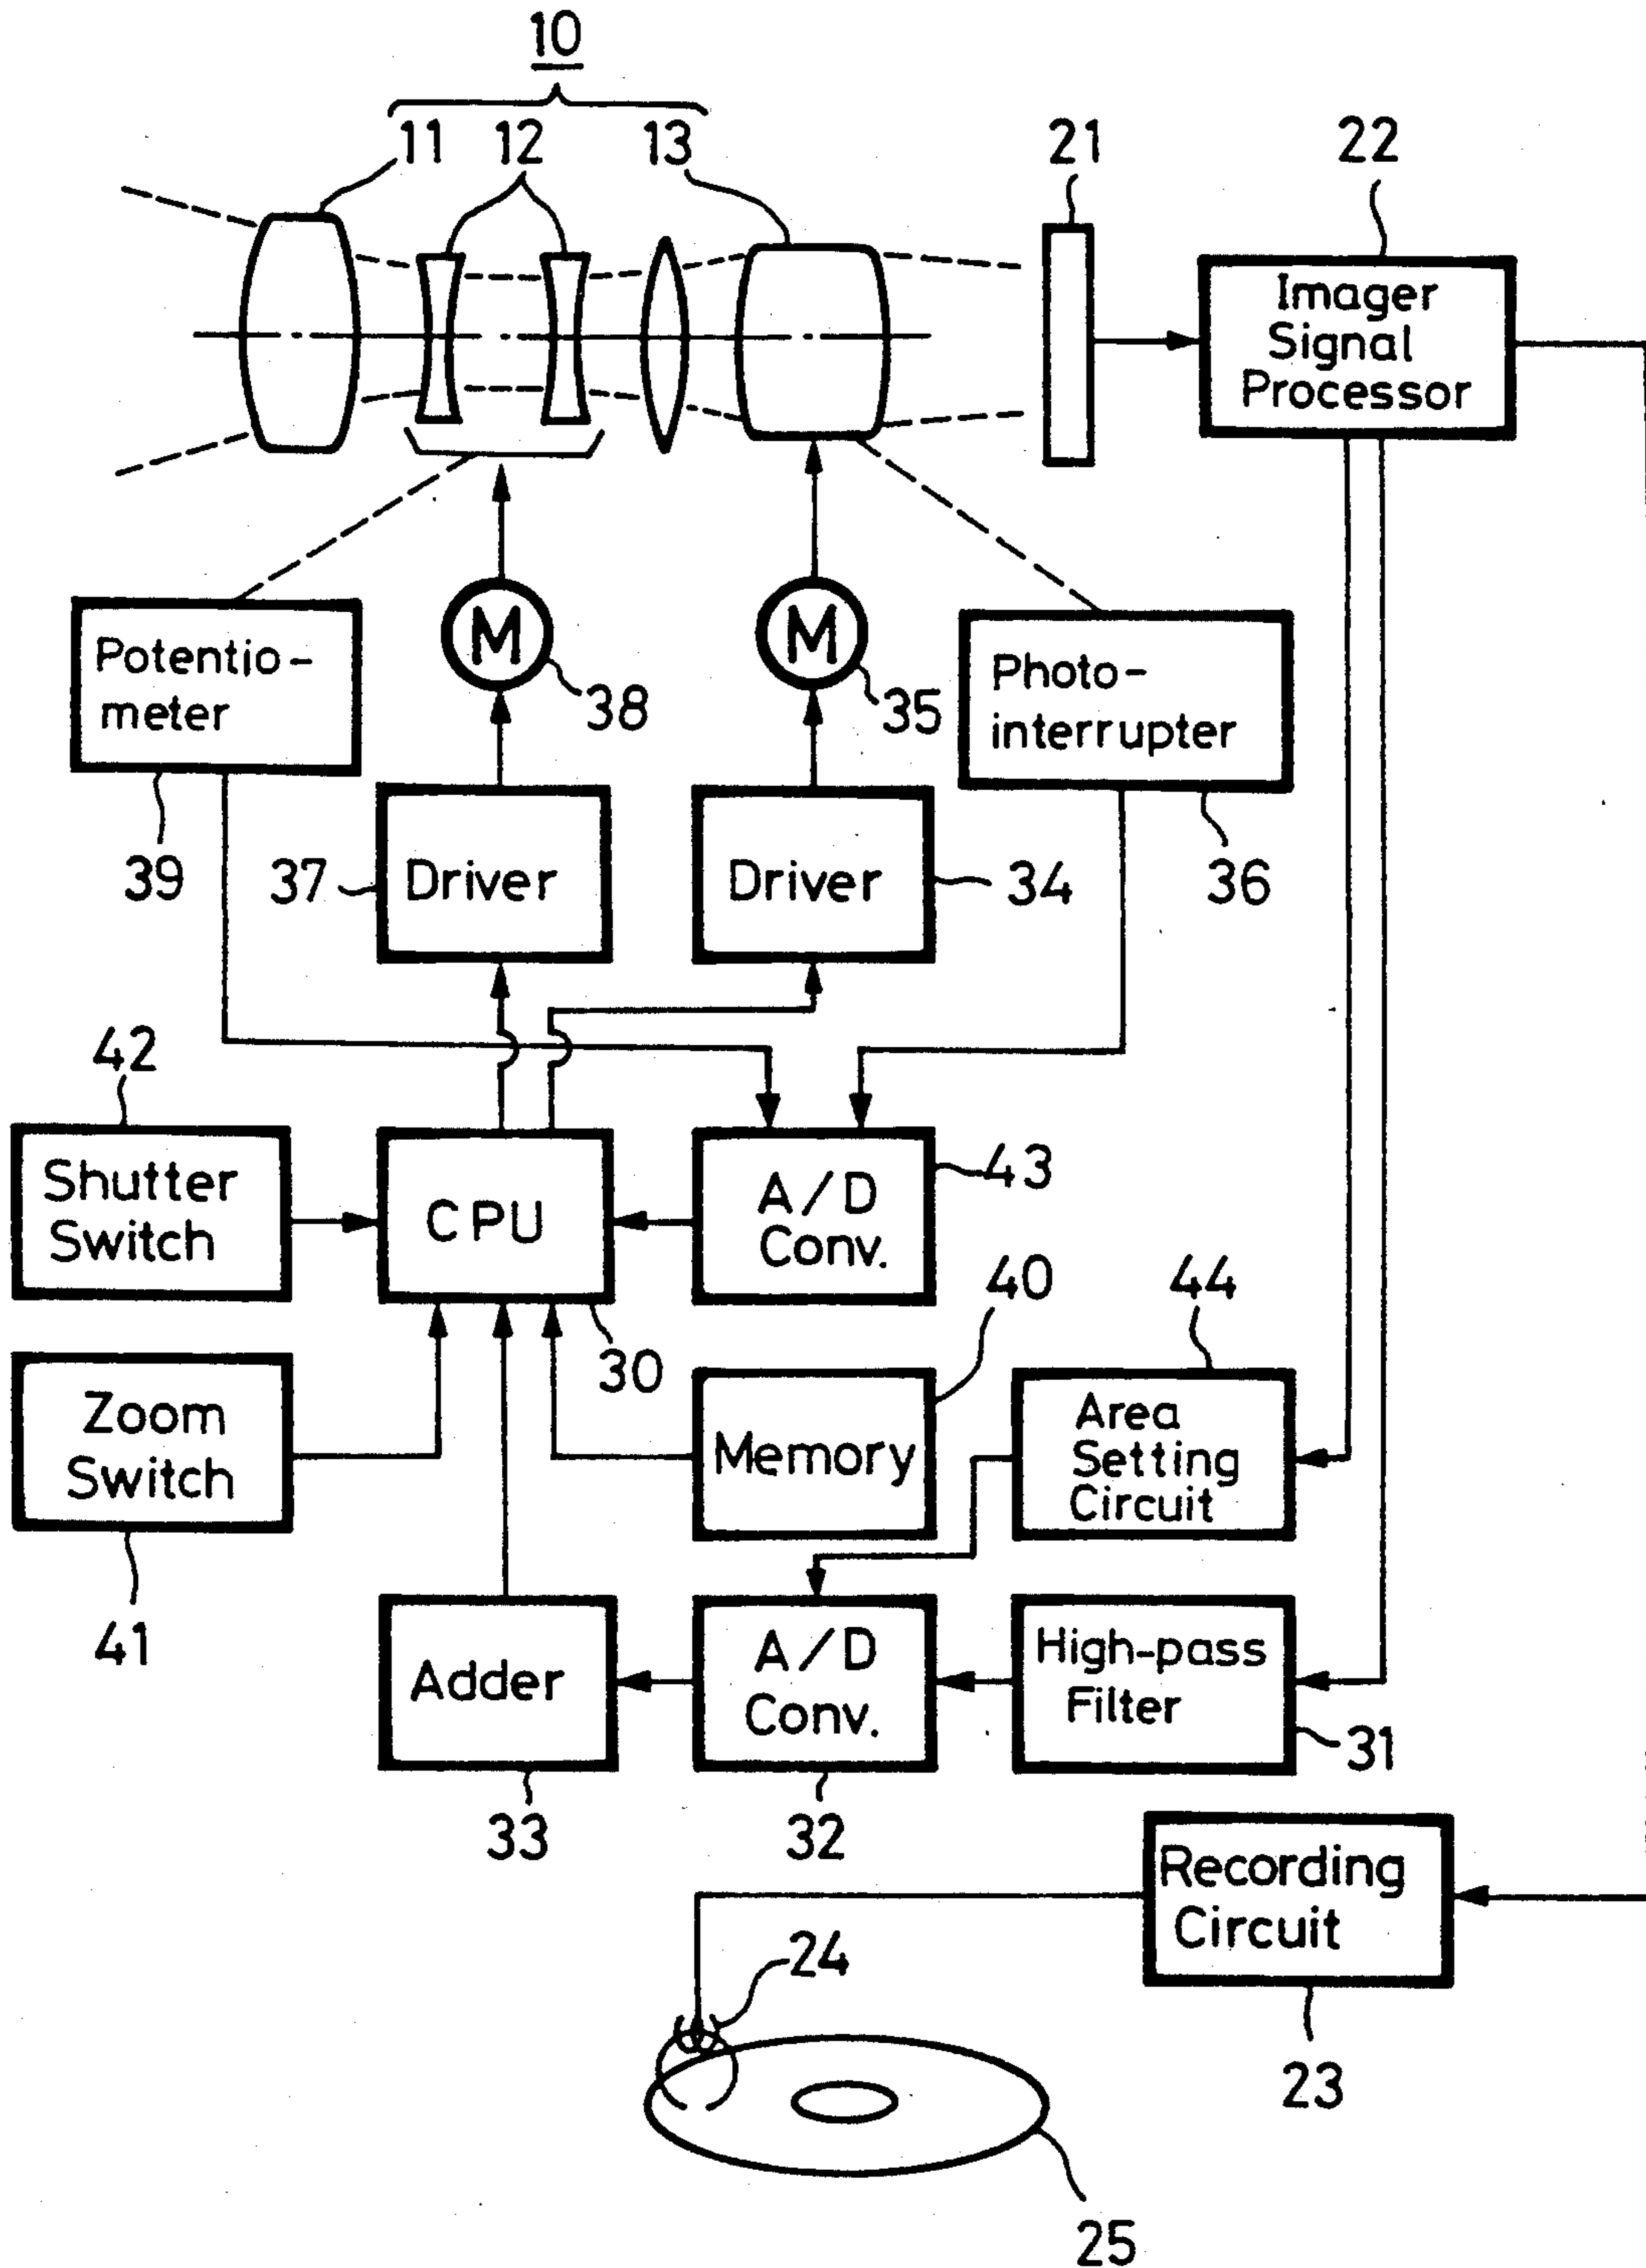 10
11
12
13
21
22
Imager
Signal
Processor
Potentio-
meter
39
M
38
M
35
Photo-
interrupter
36
37
Driver
Driver
34
42
Shutter
Switch
CPU
30
A/D
Conv.
43
40
44
Zoom
Switch
41
Memory
Area
Setting
Circuit
Adder
33
A/D
Conv.
32
High-pass
Filter
31
Recording
Circuit
23
24
25